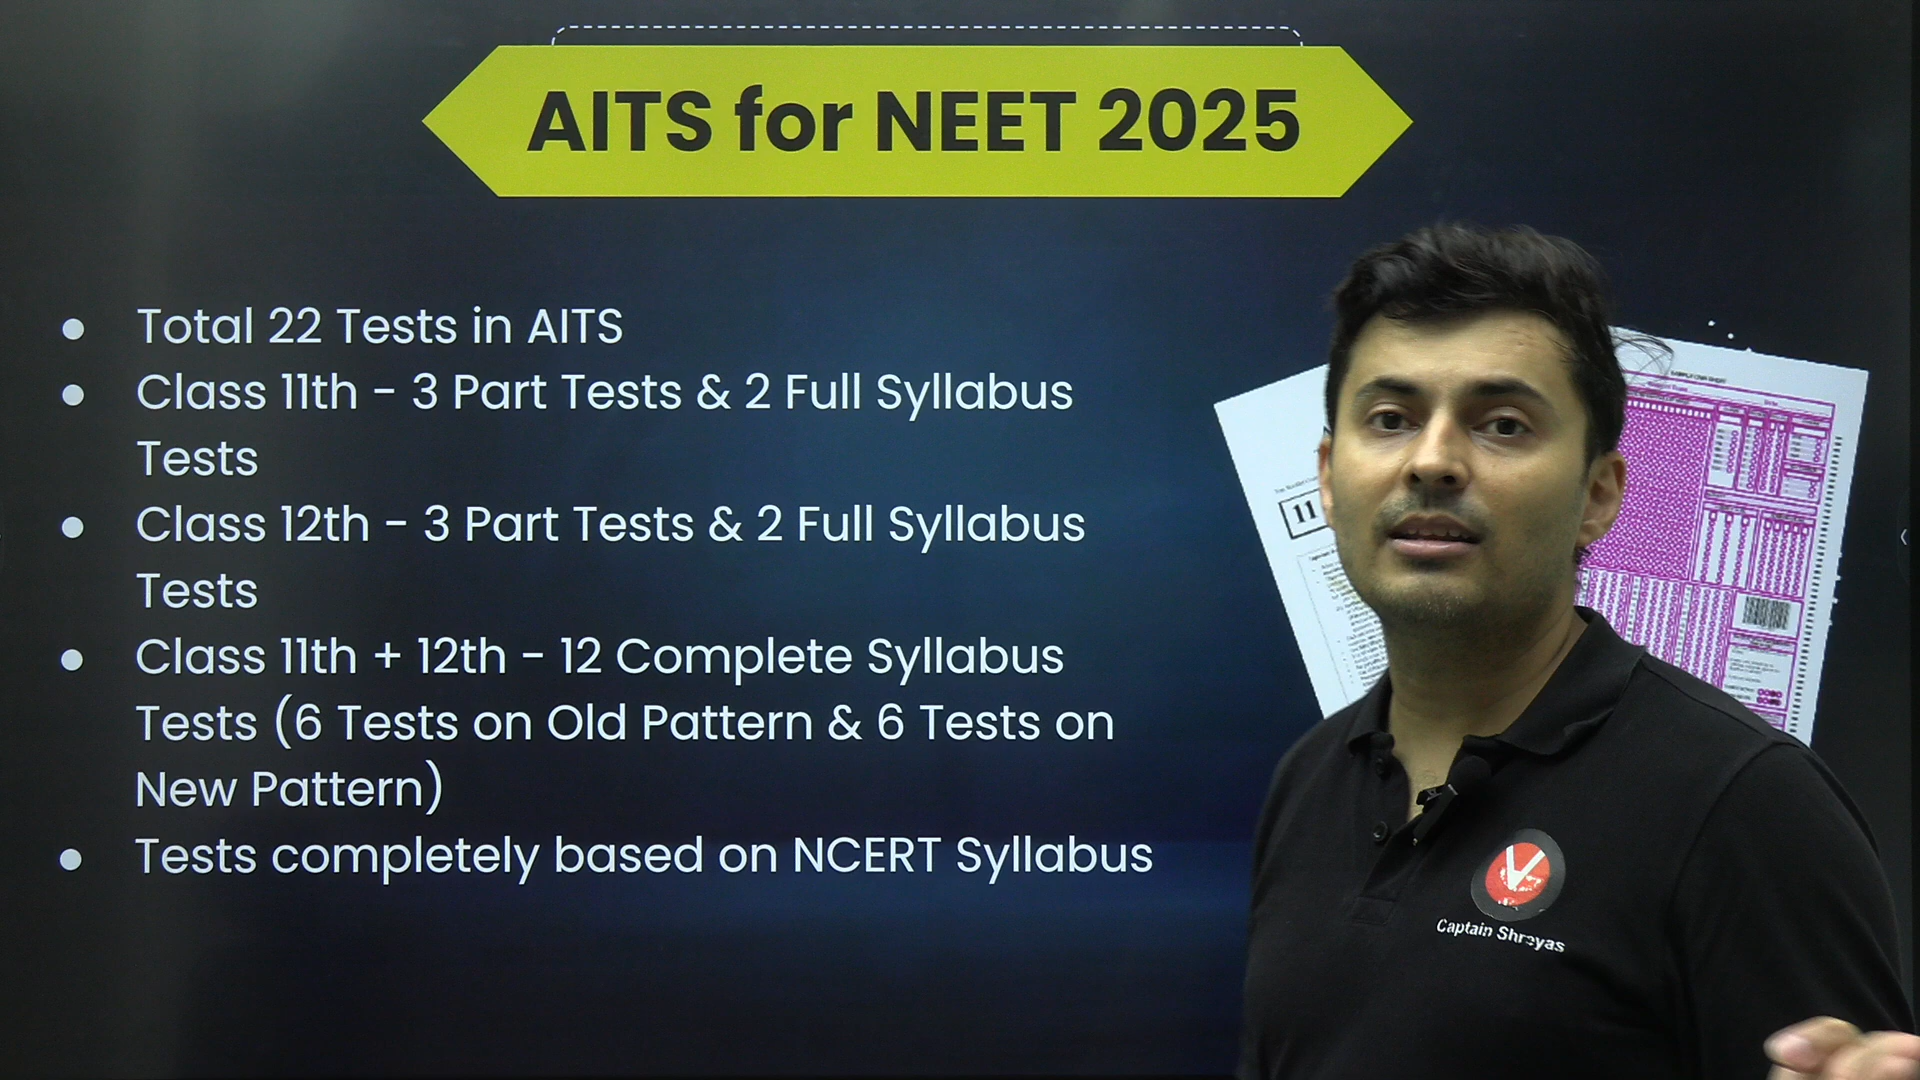 AITS for NEET 2025
● Total 22 Tests in AITS
● Class 11th - 3 Part Tests & 2 Full Syllabus
Tests
● Class 12th - 3 Part Tests & 2 Full Syllabus
Tests
● Class 11th + 12th - 12 Complete Syllabus
Tests (6 Tests on Old Pattern & 6 Tests on
New Pattern)
● Tests completely based on NCERT Syllabus
11
Captain Shreyas